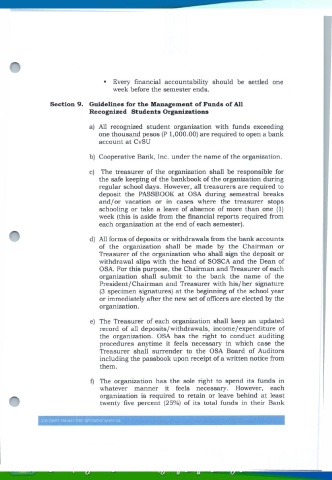 • Every financial accountability should be settled one
week before the semester ends.
Section 9. Guidelines for the Management of Funds of All
Recognized Students Organizations
a) All recognized student organization with funds exceeding
one thousand pesos (P 1,000.00) are required to open a bank
account at CvSU
b) Cooperative Bank, Inc. under the name of the organization.
c) The treasurer of the organization shall be responsible for
the safe keeping of the bankbook of the organization during
regular school days. However, all treasurers are required to
deposit the PASSBOOK at OSA during semestral breaks
and/or vacation or in cases where the treasurer stops
schooling or take a leave of absence of more than one (1)
week (this is aside from the financial reports required from
each organization at the end of each semester).
d) All forms of deposits or withdrawals from the bank accounts
of the organization shall be made by the Chairman or
Treasurer of the organization who shall sign the deposit or
withdrawal slips with the head of SOSCA and the Dean of
OSA. For this purpose, the Chairman and Treasurer of each
organization shall submit to the bank the name of the
President/Chairman and Treasurer with his/her signature
(3 specimen signatures) at the beginning of the school year
or immediately after the new set of officers are elected by the
organization.
e) The Treasurer of each organization shall keep an updated
record of all deposits/withdrawals, income/expenditure of
the organization. OSA has the right to conduct auditing
procedures anytime it feels necessary in which case the
Treasurer shall surrender to the OSA Board of Auditors
including the passbook upon receipt of a written notice from
them.
f) The organization has the sole right to spend its funds in
whatever manner it feels necessary. However, each
organization is required to retain or leave behind at least
twenty five percent (25%) of its total funds in their Bank